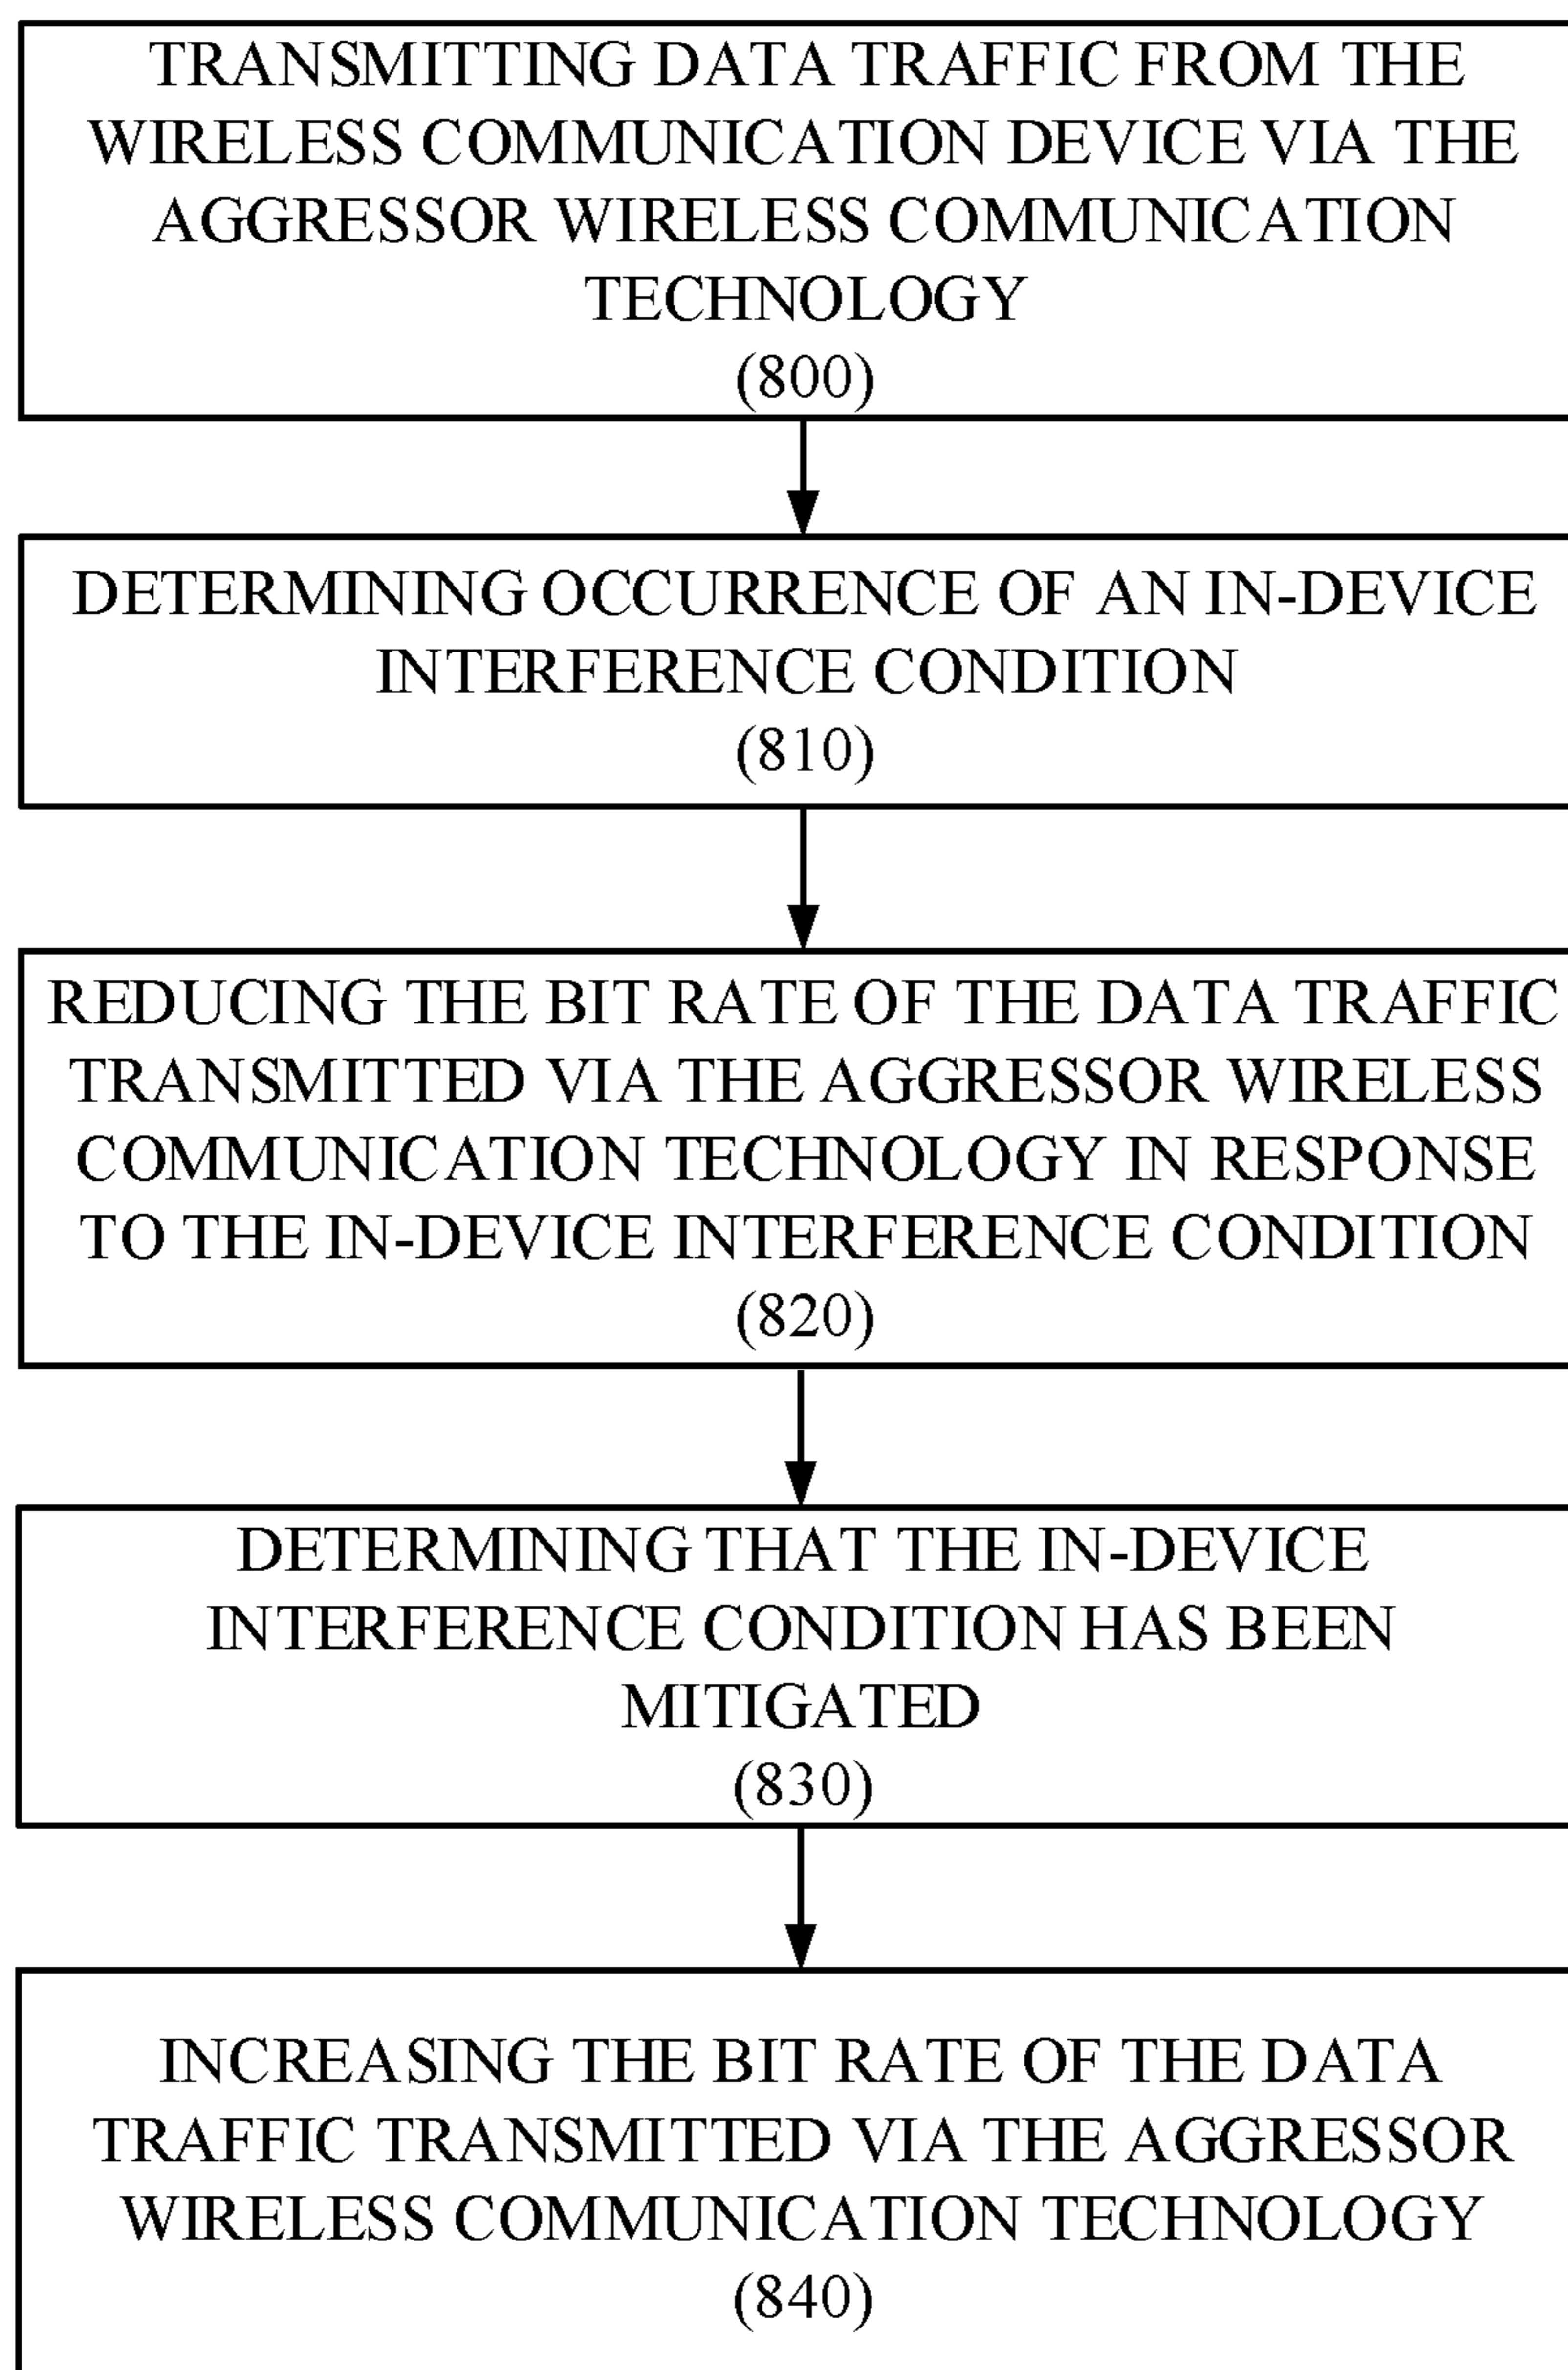 TRANSMITTING DATA TRAFFIC FROM THE
WIRELESS COMMUNICATION DEVICE VIA THE
AGGRESSOR WIRELESS COMMUNICATION
TECHNOLOGY
(800)
DETERMINING OCCURRENCE OF AN IN-DEVICE
INTERFERENCE CONDITION
(810)
REDUCING THE BIT RATE OF THE DATA TRAFFIC
TRANSMITTED VIA THE AGGRESSOR WIRELESS
COMMUNICATION TECHNOLOGY IN RESPONSE
TO THE IN-DEVICE INTERFERENCE CONDITION
(820)
DETERMINING THAT THE IN-DEVICE
INTERFERENCE CONDITION HAS BEEN
MITIGATED
(830)
INCREASING THE BIT RATE OF THE DATA
TRAFFIC TRANSMITTED VIA THE AGGRESSOR
WIRELESS COMMUNICATION TECHNOLOGY
(840)